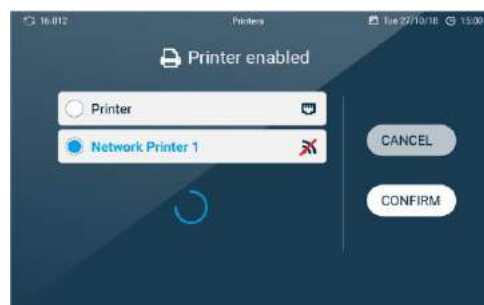 16.012 Printers Tue 27/10/18 15:00
Printer enabled
Printer
Network Printer 1
CANCEL
CONFIRM